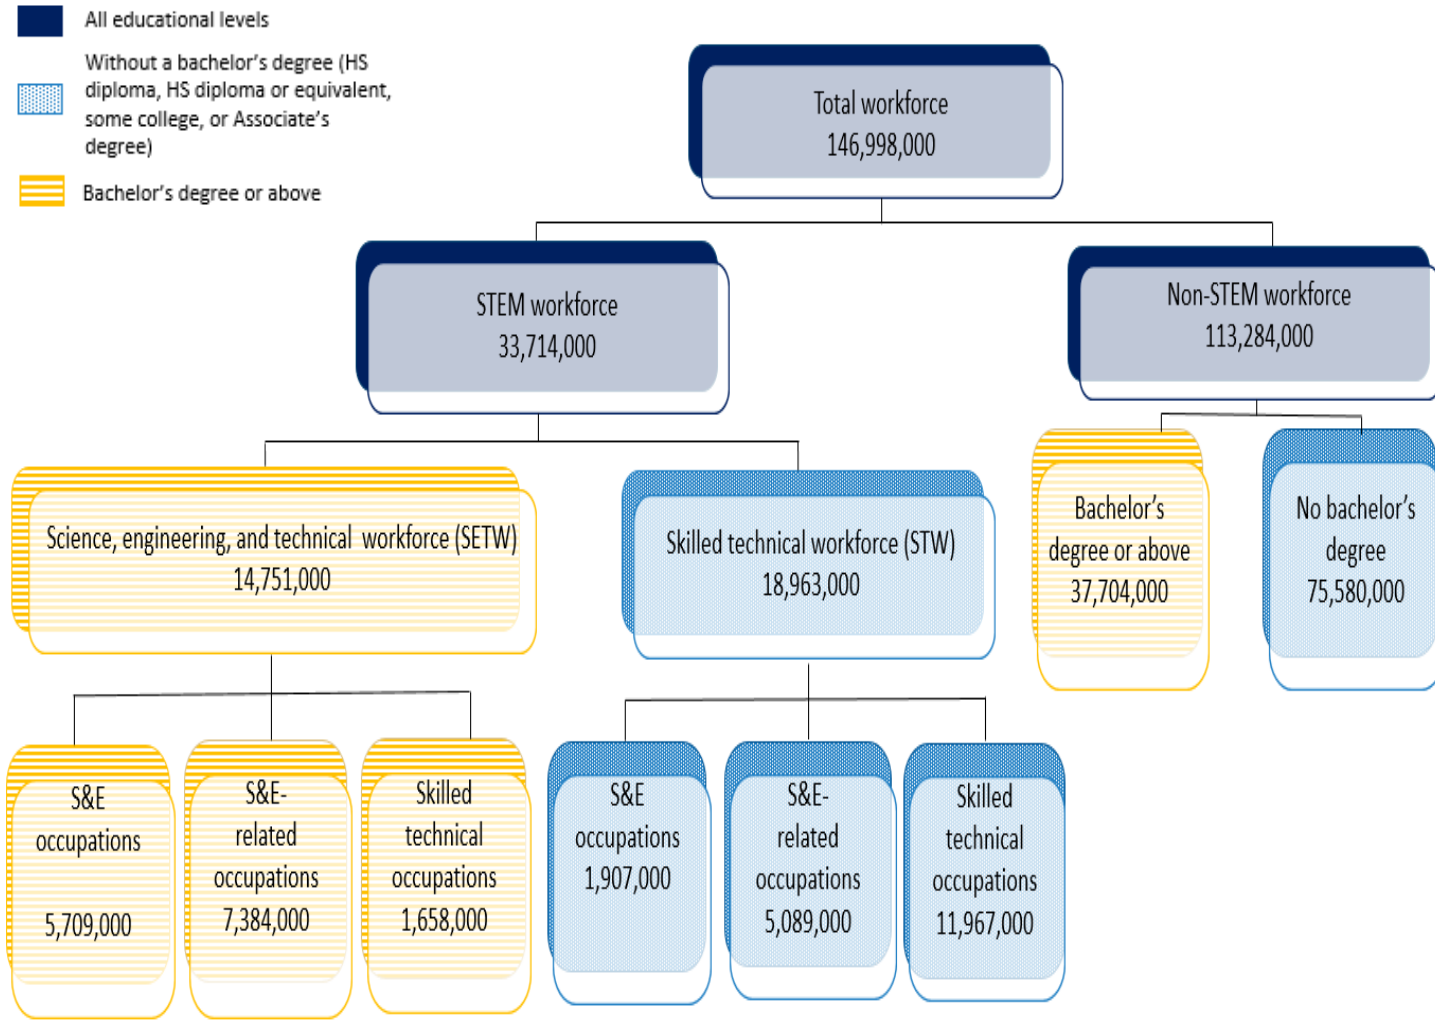 All educational levels
Without a bachelor's degree (HS
diploma, HS diploma or equivalent,
some college, or Associate's
degree)
Bachelor's degree or above
Total workforce
146,998,000
STEM workforce
33,714,000
Non-STEM workforce
113,284,000
Science, engineering, and technical workforce (SETW)
14,751,000
Skilled technical workforce (STW)
18,963,000
Bachelor's
degree or above
37,704,000
No bachelor's
degree
75,580,000
S&E
occupations
5,709,000
S&E-
related
occupations
7,384,000
Skilled
technical
occupations
1,658,000
S&E
occupations
1,907,000
S&E-
related
occupations
5,089,000
Skilled
technical
occupations
11,967,000